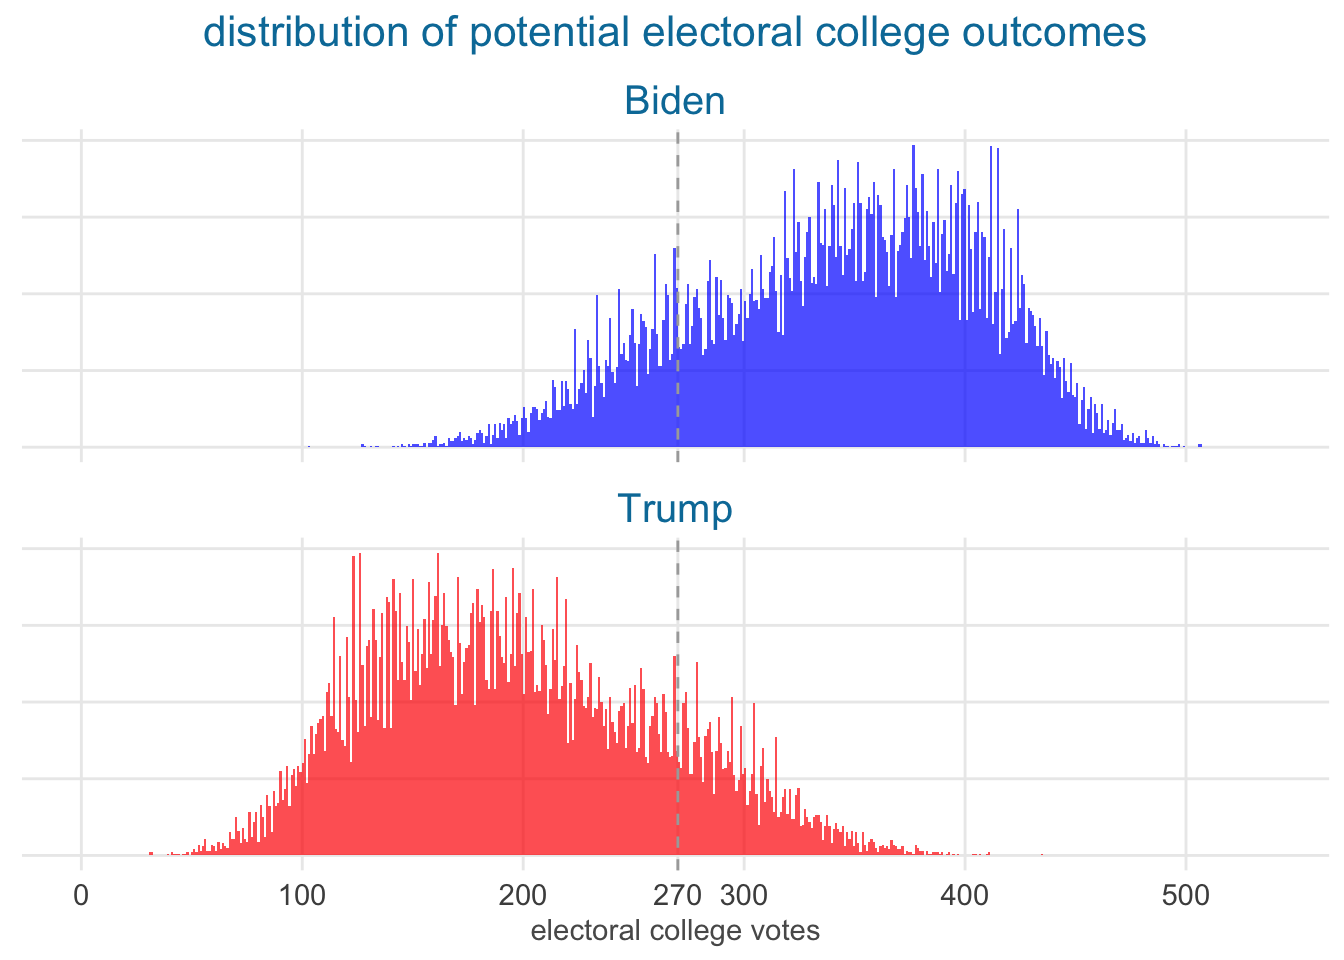 distribution of potential electoral college outcomes
Biden
Trump
0 100 200 270 300 400 500
electoral college votes